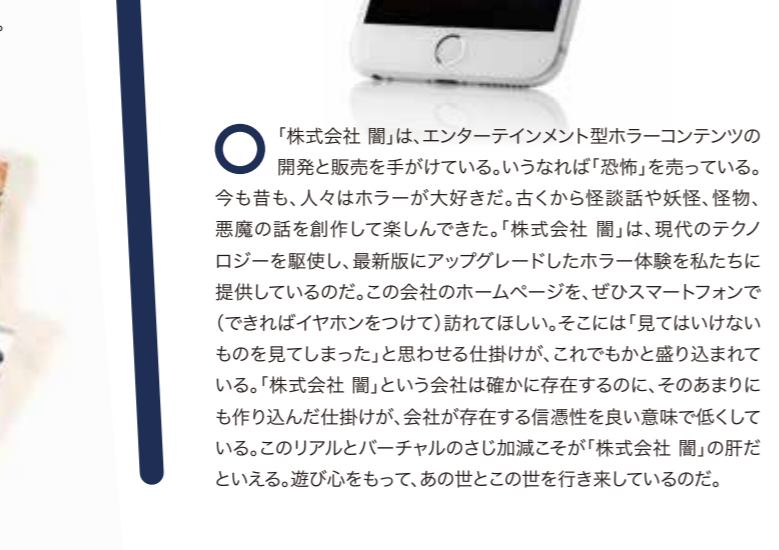 。
「株式会社 闇」は、エンターテインメント型ホラーコンテンツの
開発と販売を手がけている。いうなれば「恐怖」を売っている。
今も昔も、人々はホラーが大好きだ。古くから怪談話や妖怪、怪物、
悪魔の話を創作して楽しんできた。「株式会社 闇」は、現代のテクノ
ロジーを駆使し、最新版にアップグレードしたホラー体験を私たちに
提供しているのだ。この会社のホームページを、ぜひスマートフォンで
（できればイヤホンをつけて）訪れてほしい。そこには「見てはいけない
ものを見てしまった」と思わせる仕掛けが、これでもかと盛り込まれて
いる。「株式会社 闇」という会社は確かに存在するのに、そのあまりに
も作り込んだ仕掛けが、会社が存在する信憑性を良い意味で低くして
いる。このリアルとバーチャルのさじ加減こそが「株式会社 闇」の肝だ
といえる。遊び心をもって、あの世とこの世を行き来しているのだ。